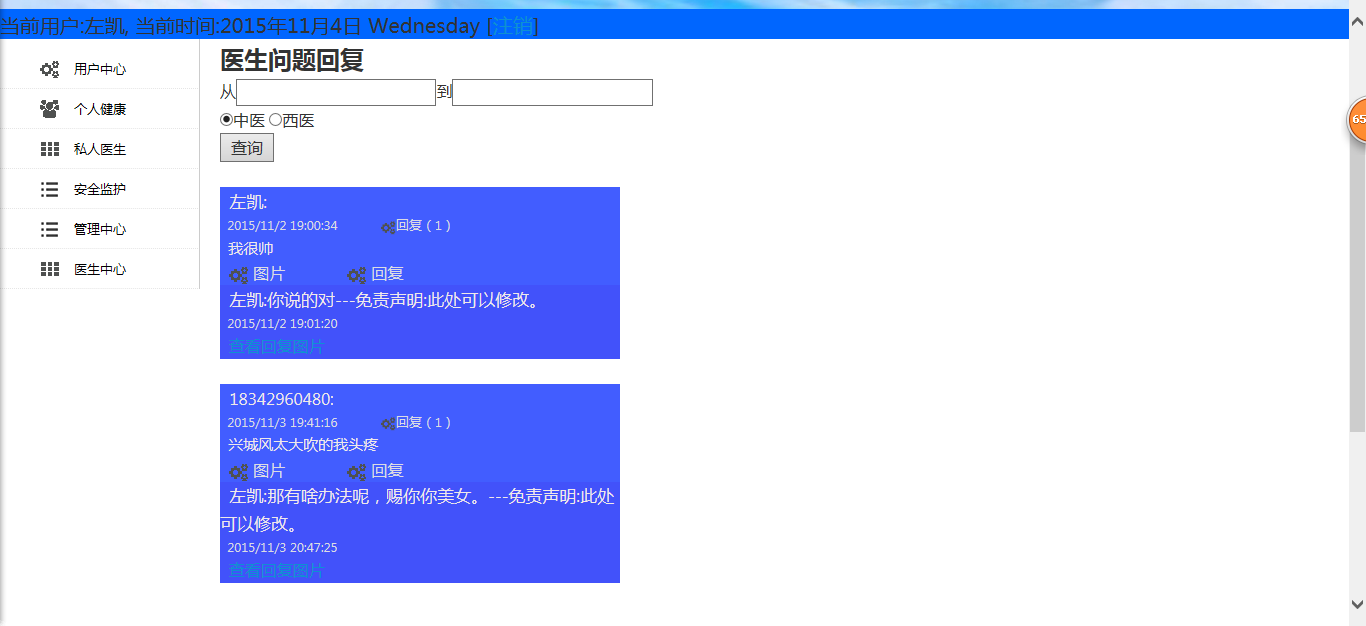 当前用户:左凯, 当前时间:2015年11月4日 Wednesday [注销]
用户中心
个人健康
私人医生
安全监护
管理中心
医生中心
医生问题回复
从 到
中医 西医
查询
左凯:
2015/11/2 19:00:34 回复(1)
我很帅
图片 回复
左凯:你说的对---免责声明:此处可以修改。
2015/11/2 19:01:20
查看回复图片
18342960480:
2015/11/3 19:41:16 回复(1)
兴城风太大吹的我头疼
图片 回复
左凯:那有啥办法呢，赐你你美女。---免责声明:此处
可以修改。
2015/11/3 20:47:25
查看回复图片
65